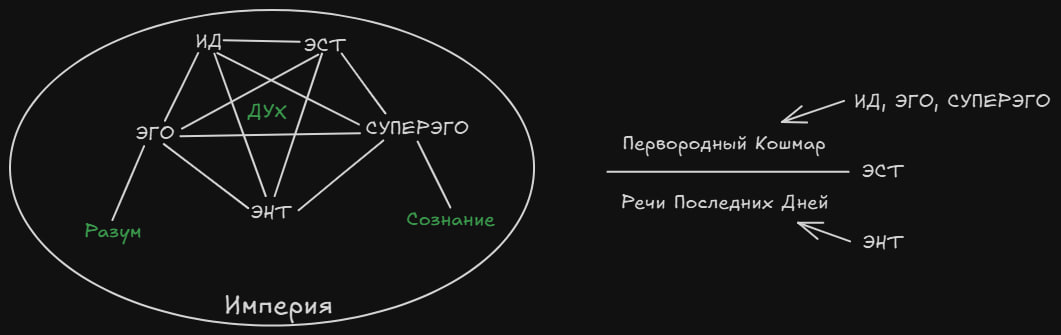 ИД
ЭСТ
ДУХ
ЭГО
СУПЕРЭГО
ЭНТ
Разум
Сознание
Империя
ИД, ЭГО, СУПЕРЭГО
Первородный Кошмар
ЭСТ
Речи Последних Дней
ЭНТ